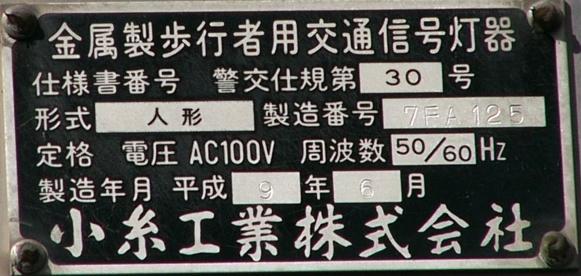 金属製歩行者用交通信号灯器
仕様書番号 警交仕規第 30 号
形式 人形 製造番号 7FA125
定格 電圧 AC100V 周波数 50/60 Hz
製造年月 平成 9 年 6 月
小糸工業株式会社